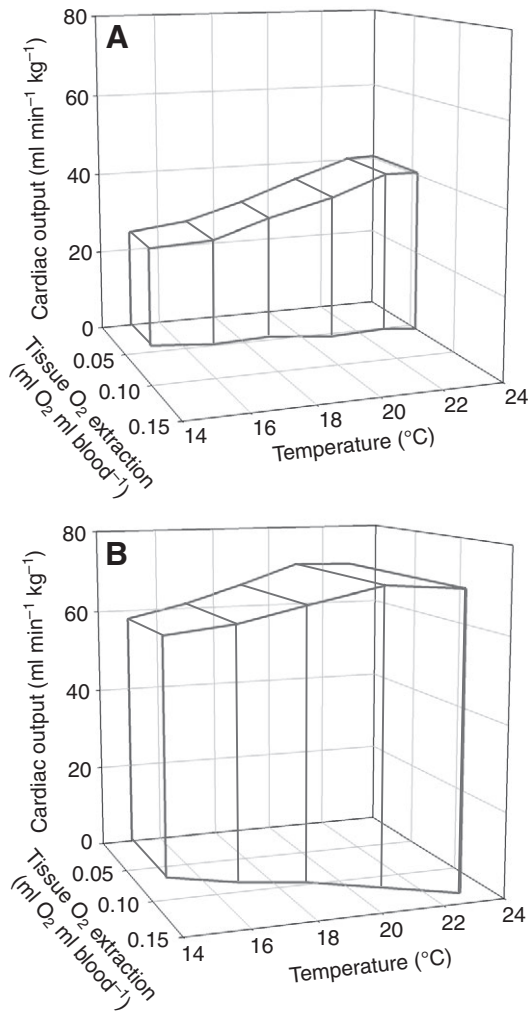 A
80
60
40
20
0
Cardiac output (ml min⁻¹ kg⁻¹)
0.05
0.10
0.15
Tissue O₂ extraction
(ml O₂ ml blood⁻¹)
14
16
18
20
22
24
Temperature (°C)
B
80
60
40
20
0
Cardiac output (ml min⁻¹ kg⁻¹)
0.05
0.10
0.15
Tissue O₂ extraction
(ml O₂ ml blood⁻¹)
14
16
18
20
22
24
Temperature (°C)